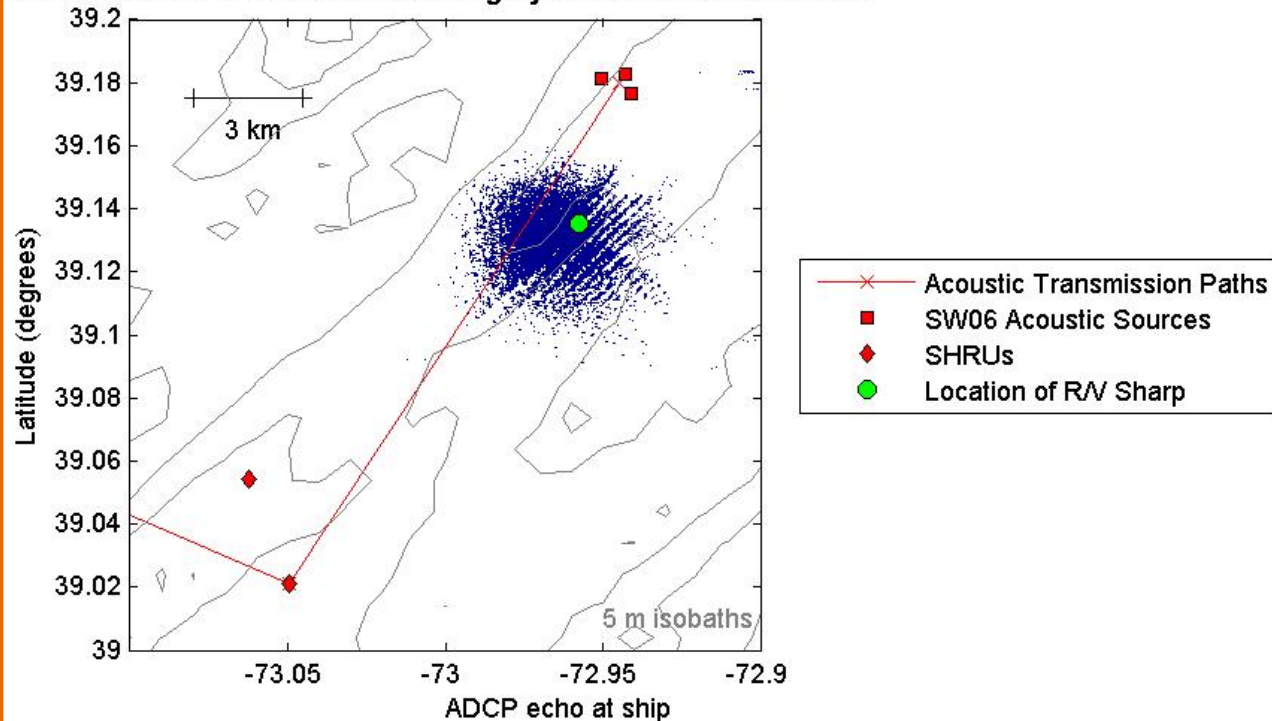 39.2
39.18
39.16
39.14
39.12
39.1
39.08
39.06
39.04
39.02
39
Latitude (degrees)
3 km
5 m isobaths
-73.05
-73
-72.95
-72.9
ADCP echo at ship
Acoustic Transmission Paths
SW06 Acoustic Sources
SHRUs
Location of R/V Sharp